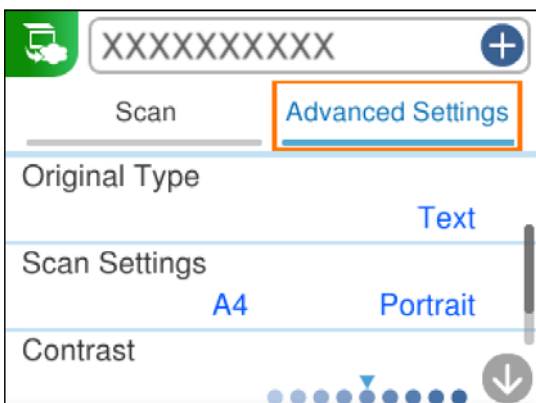 XXXXXXXXXX
Scan Advanced Settings
Original Type
Text
Scan Settings
A4 Portrait
Contrast